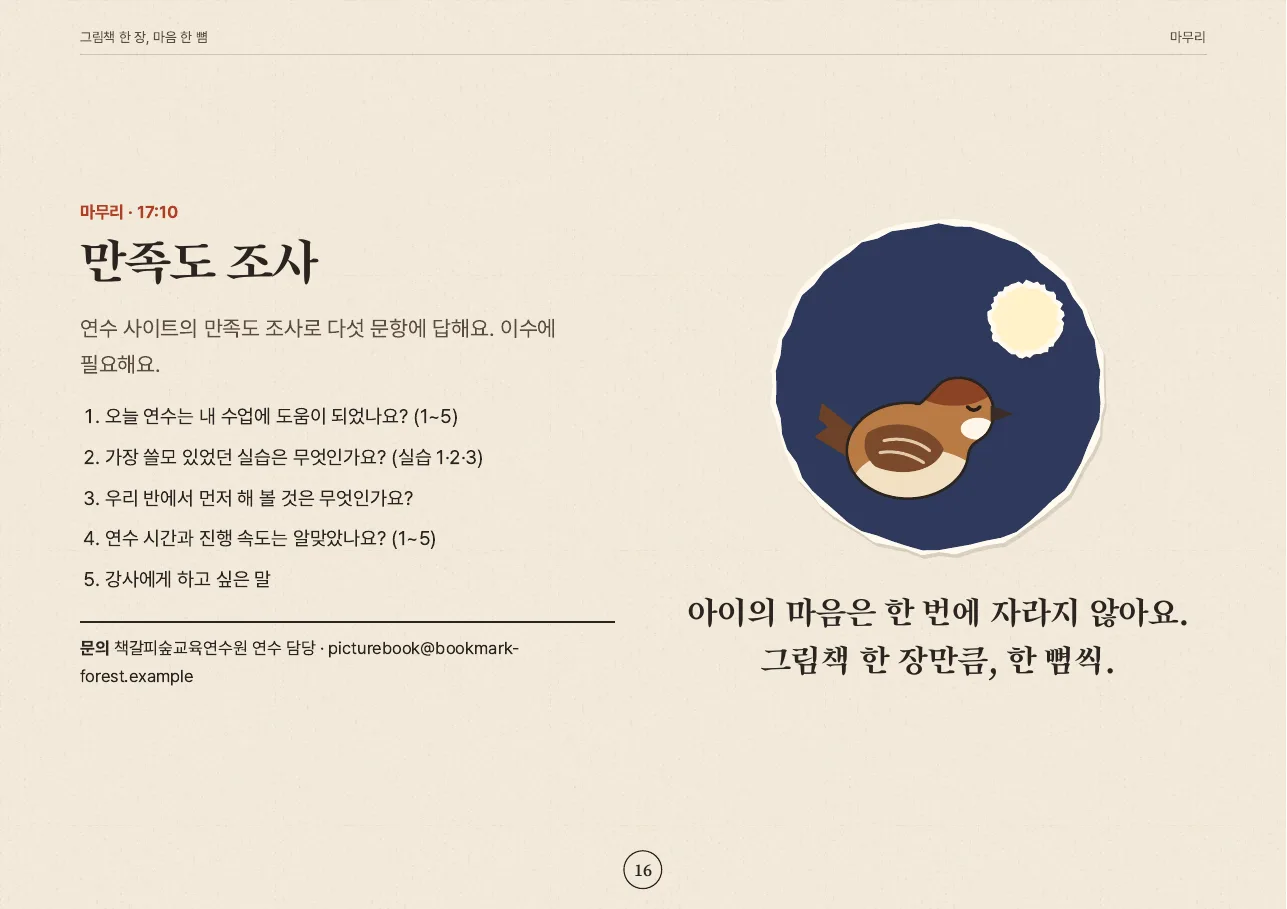 그림책 한 장, 마음 한 뼘
마무리
마무리 · 17:10
만족도 조사
연수 사이트의 만족도 조사로 다섯 문항에 답해요. 이수에
필요해요.
1. 오늘 연수는 내 수업에 도움이 되었나요? (1~5)
2. 가장 쓸모 있었던 실습은 무엇인가요? (실습 1·2·3)
3. 우리 반에서 먼저 해 볼 것은 무엇인가요?
4. 연수 시간과 진행 속도는 알맞았나요? (1~5)
5. 강사에게 하고 싶은 말
문의 책갈피숲교육연수원 연수 담당 · picturebook@bookmark-
forest.example
아이의 마음은 한 번에 자라지 않아요.
그림책 한 장만큼, 한 뼘씩.
16